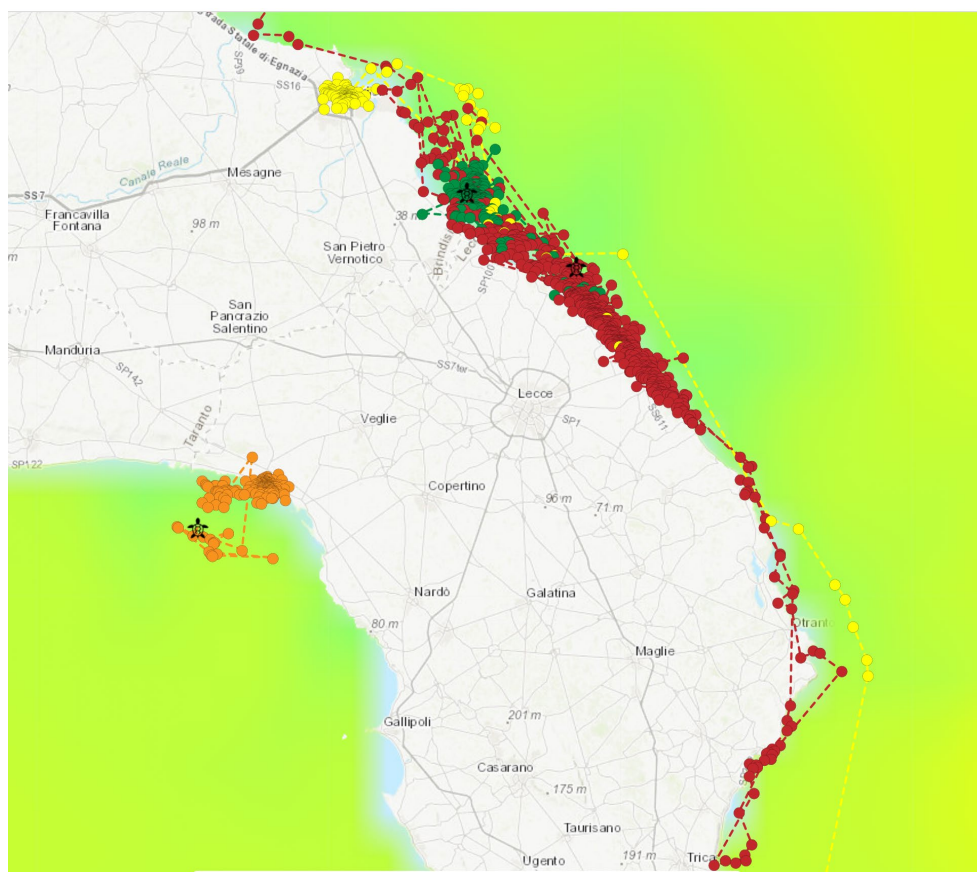 Strada Statale di Egnazia
SP39
SS16
Canale Reale
Mesagne
SS7
Francavilla
Fontana
98 m
38 m
San Pietro
Vernotico
Brindisi
Lecce
SP100
m
San
Pancrazio
Salentino
Manduria
SP142
SS7ter
Lecce
SS611
SP1
Veglie
Taranto
SP122
Copertino
96 m
71 m
Nardò
Galatina
Otranto
80 m
Maglie
Gallipoli
201 m
Casarano
175 m
Taurisano
Ugento
191 m
Trica